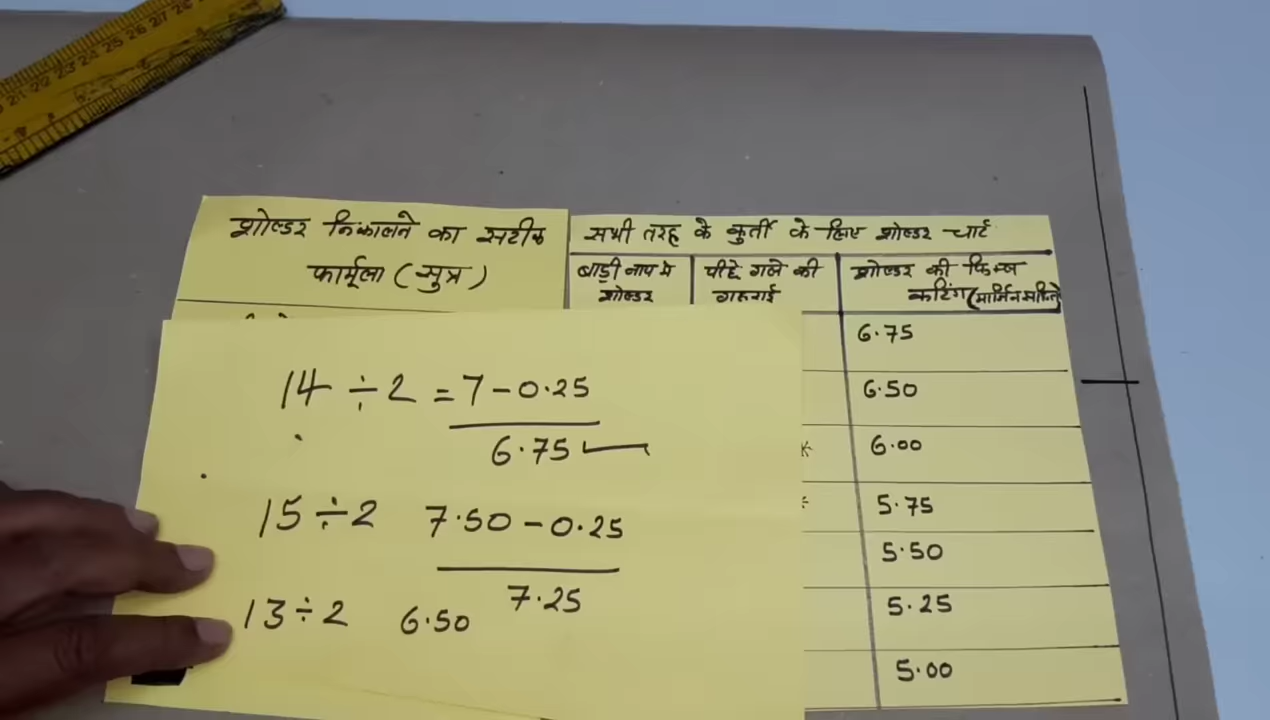 शोल्डर निकालने का सटीक
फार्मूला (सुत्र)
सभी तरह के कुर्ती के लिए शोल्डर चार्ट
बाडी नाप मे शोल्डर
पीछे गले की गहराई
शोल्डर की फिक्स कटिंग (मार्जिन सहित)
6.75
6.50
6.00
5.75
5.50
5.25
5.00
14 ÷ 2 = 7 - 0.25
6.75
15 ÷ 2 7.50 - 0.25
7.25
13 ÷ 2 6.50